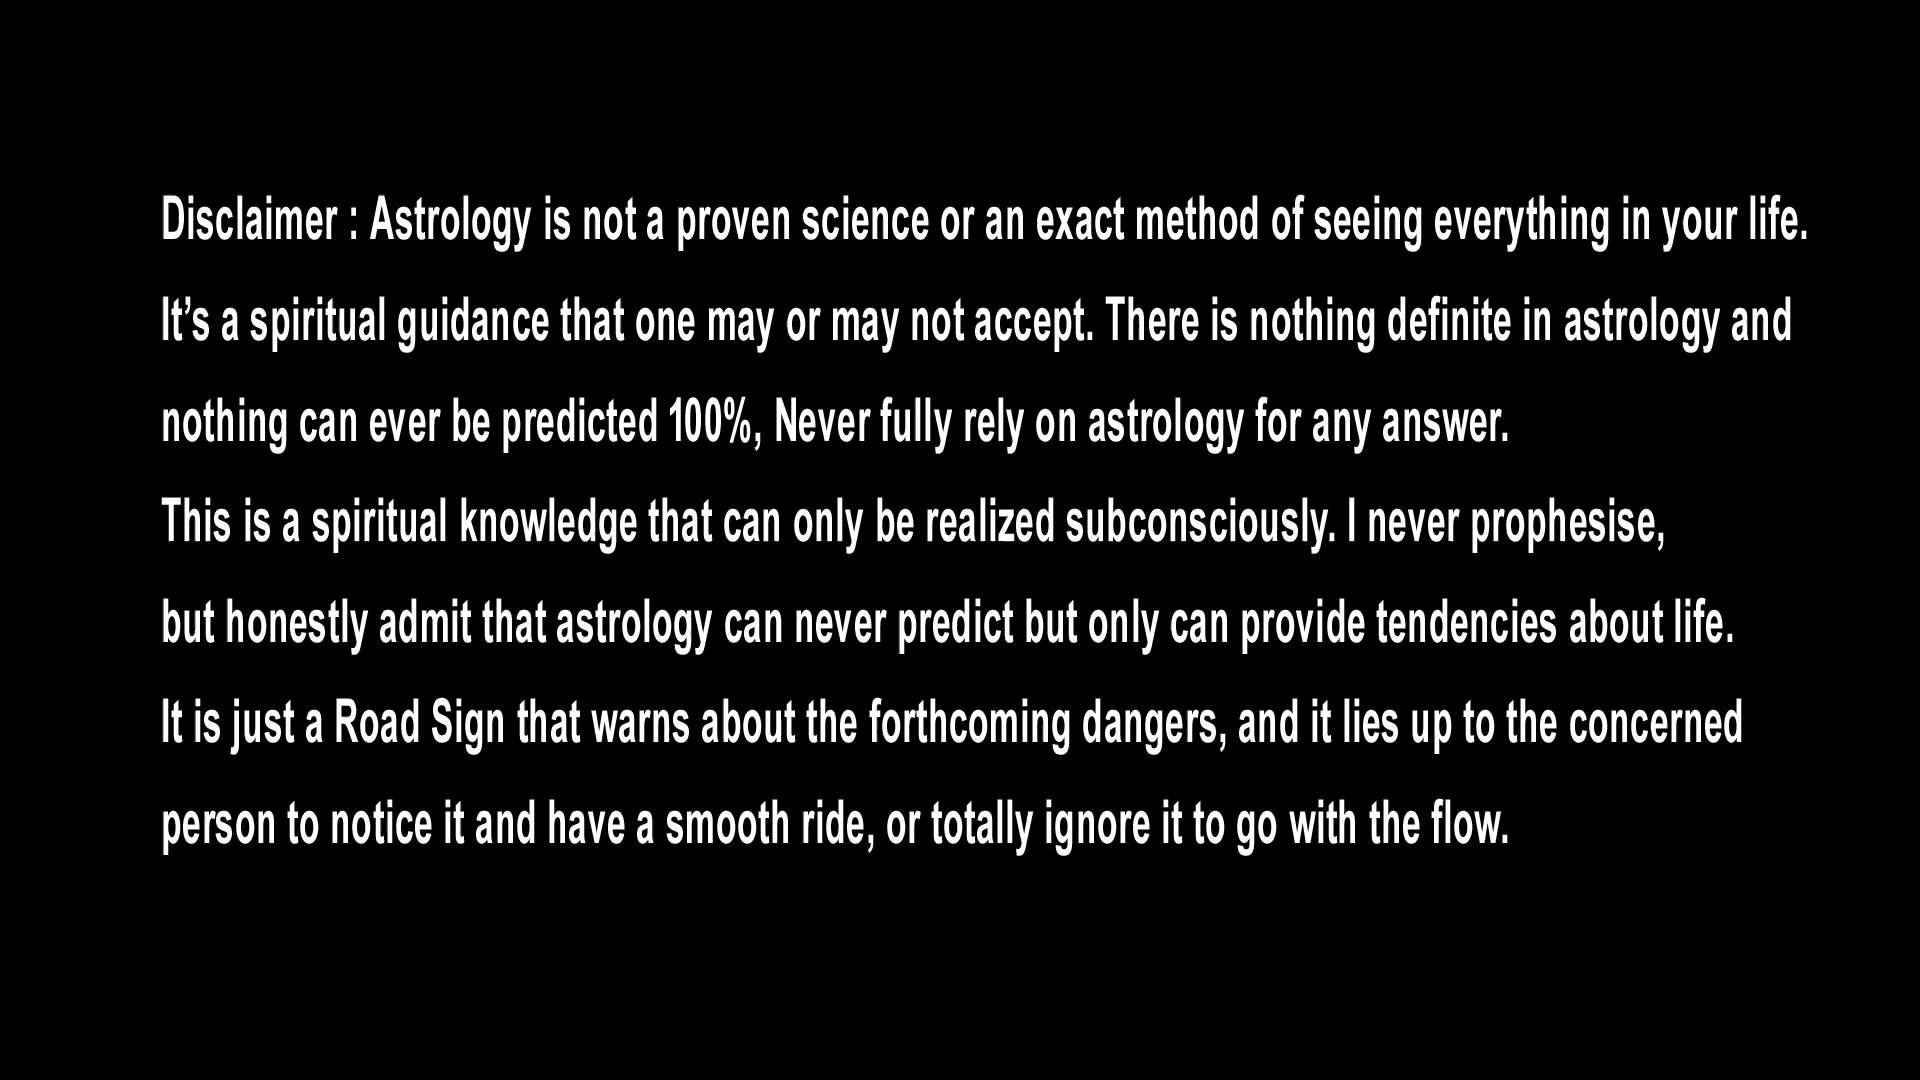 Disclaimer : Astrology is not a proven science or an exact method of seeing everything in your life.
It’s a spiritual guidance that one may or may not accept. There is nothing definite in astrology and
nothing can ever be predicted 100%, Never fully rely on astrology for any answer.
This is a spiritual knowledge that can only be realized subconsciously. I never prophesise,
but honestly admit that astrology can never predict but only can provide tendencies about life.
It is just a Road Sign that warns about the forthcoming dangers, and it lies up to the concerned
person to notice it and have a smooth ride, or totally ignore it to go with the flow.